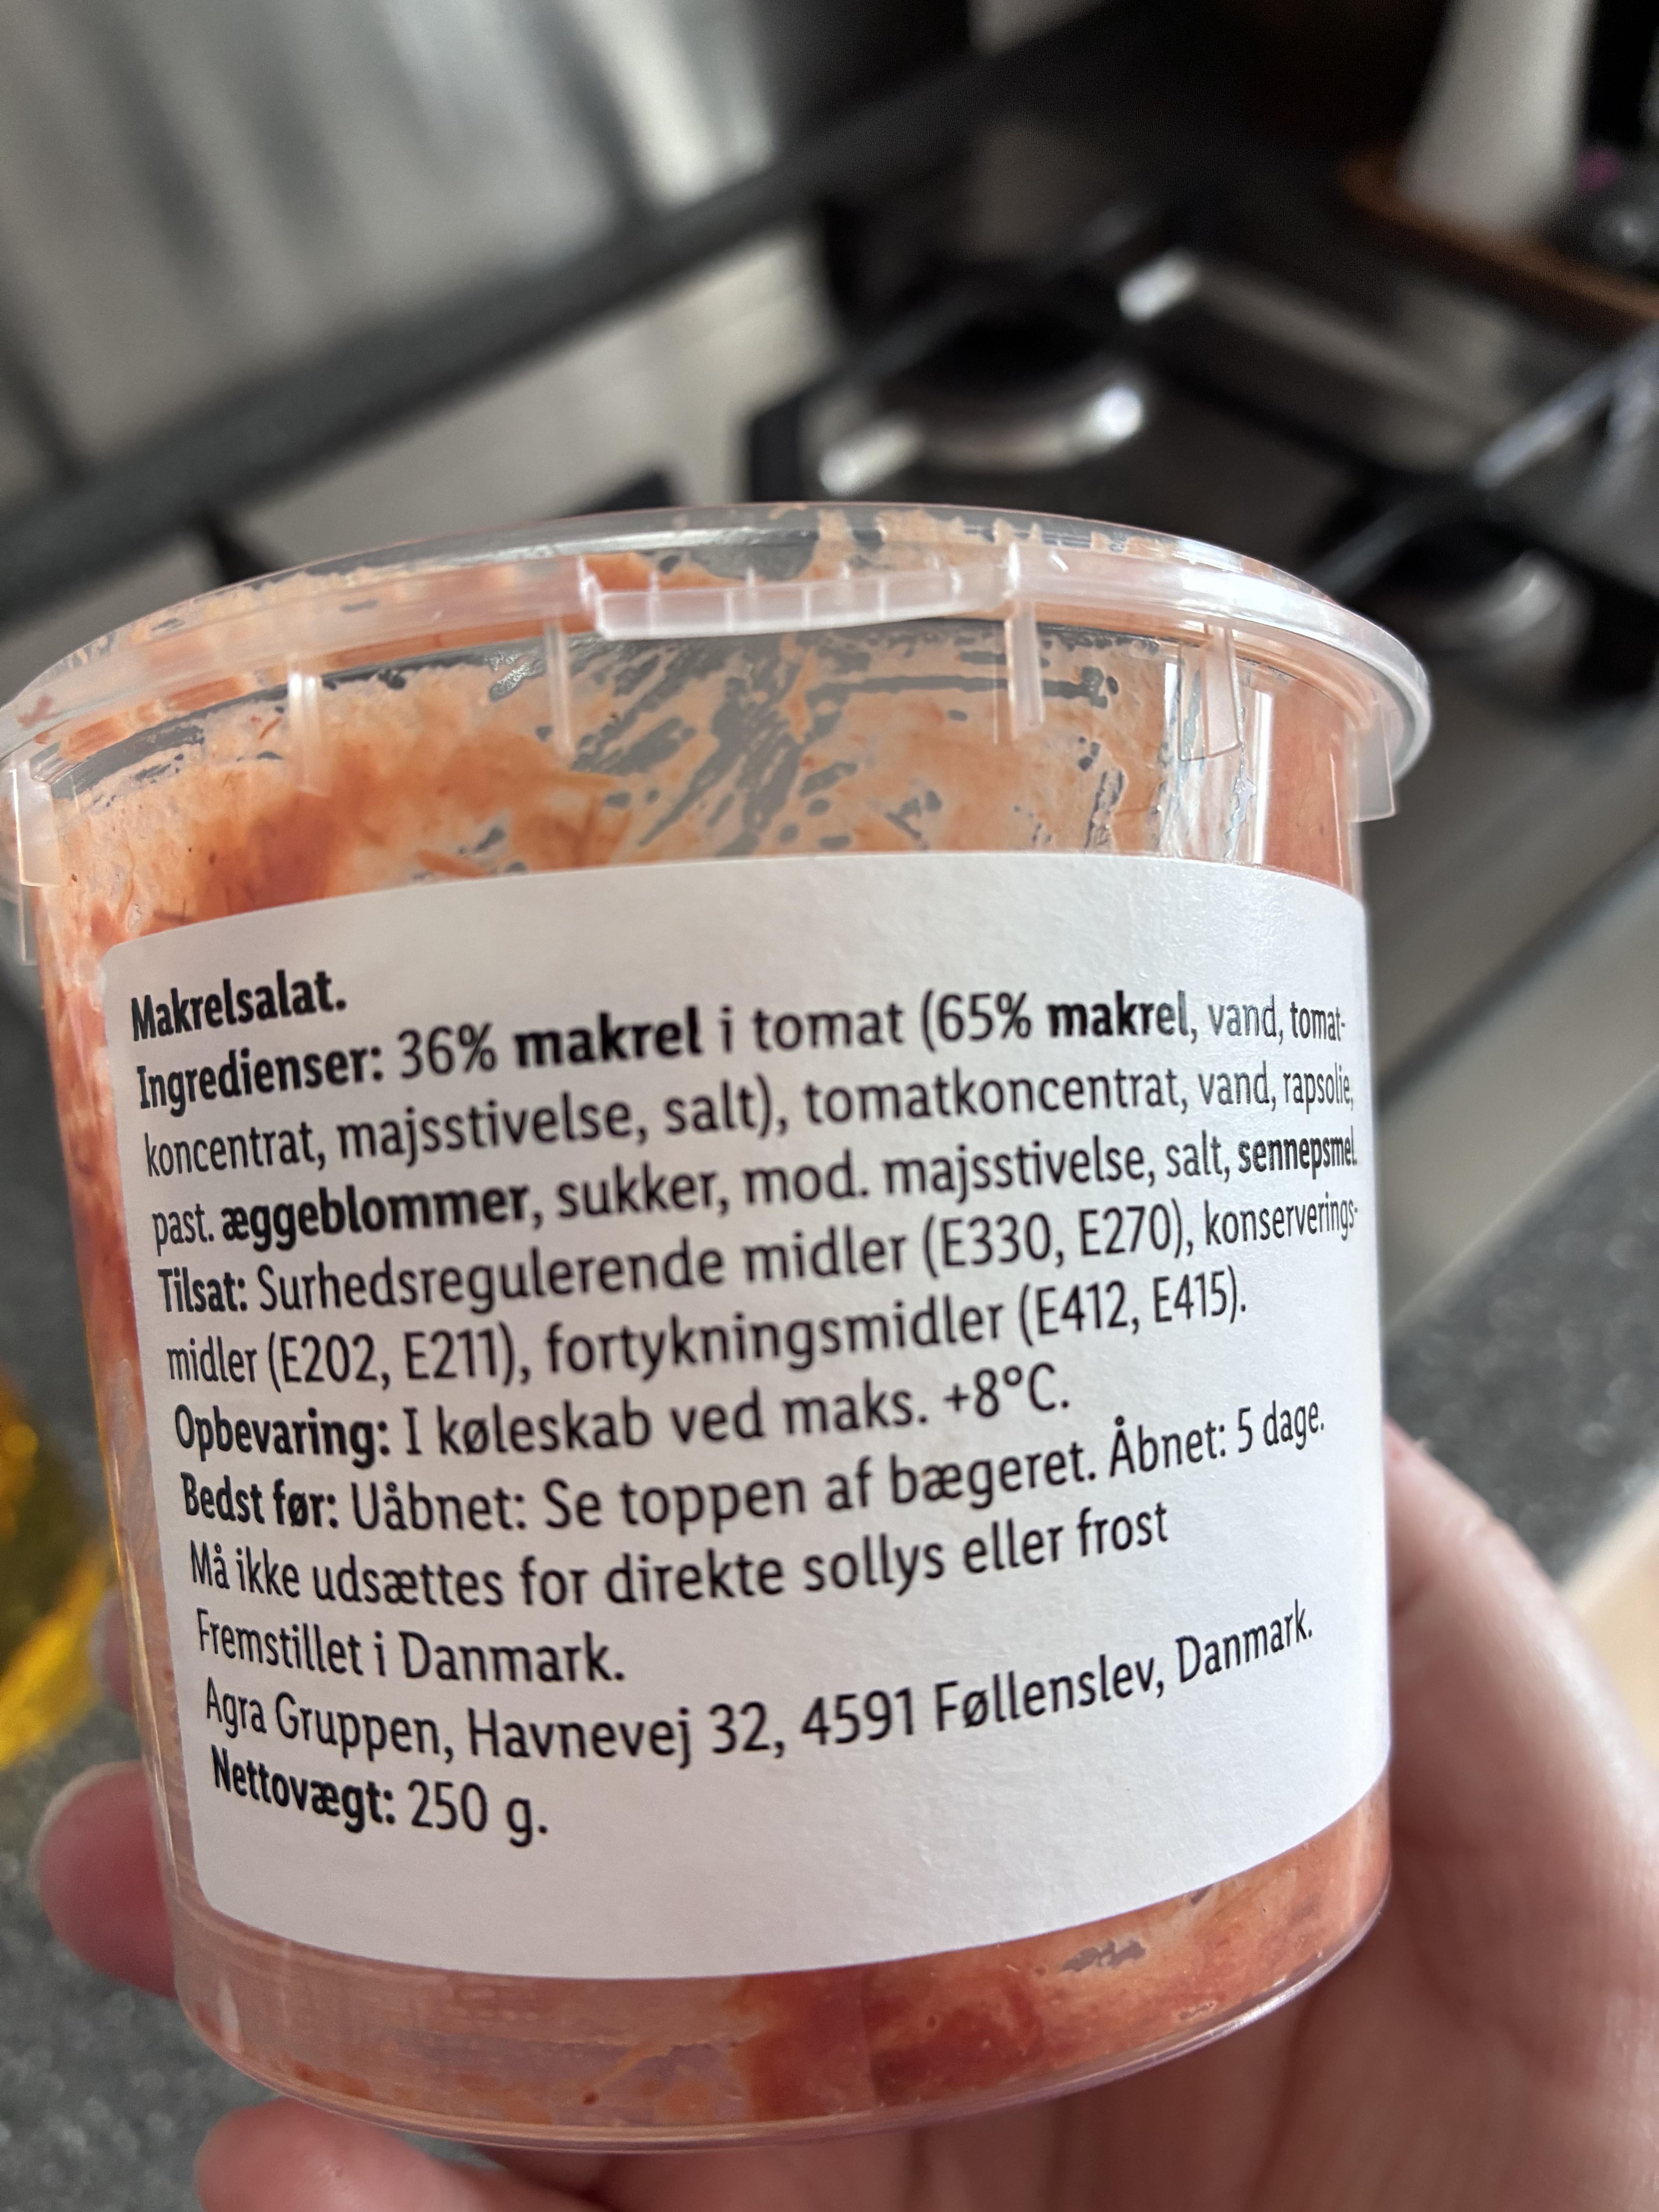 Makrelsalat.
Ingredienser: 36% makrel i tomat (65% makrel, vand, tomat-
koncentrat, majsstivelse, salt), tomatkoncentrat, vand, rapsolie,
past. æggeblommer, sukker, mod. majsstivelse, salt, sennepsmel.
Tilsat: Surhedsregulerende midler (E330, E270), konserverings-
midler (E202, E211), fortykningsmidler (E412, E415).
Opbevaring: I køleskab ved maks. +8°C.
Bedst før: Uåbnet: Se toppen af bægeret. Åbnet: 5 dage.
Må ikke udsættes for direkte sollys eller frost
Fremstillet i Danmark.
Agra Gruppen, Havnevej 32, 4591 Føllenslev, Danmark.
Nettovægt: 250 g.